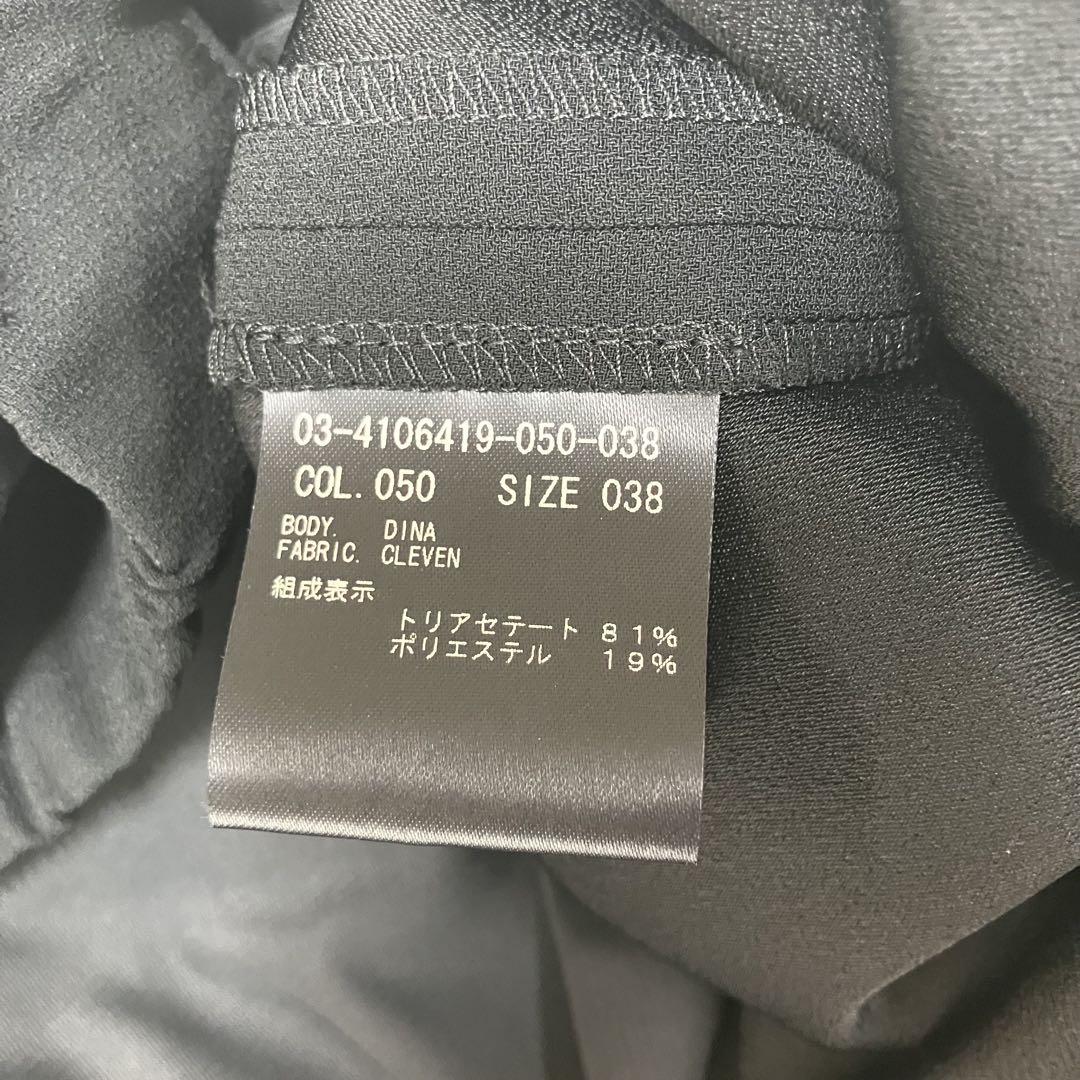 03-4106419-050-038
COL. 050 SIZE 038
BODY. DINA
FABRIC. CLEVEN
組成表示
トリアセテート 81%
ポリエステル 19%